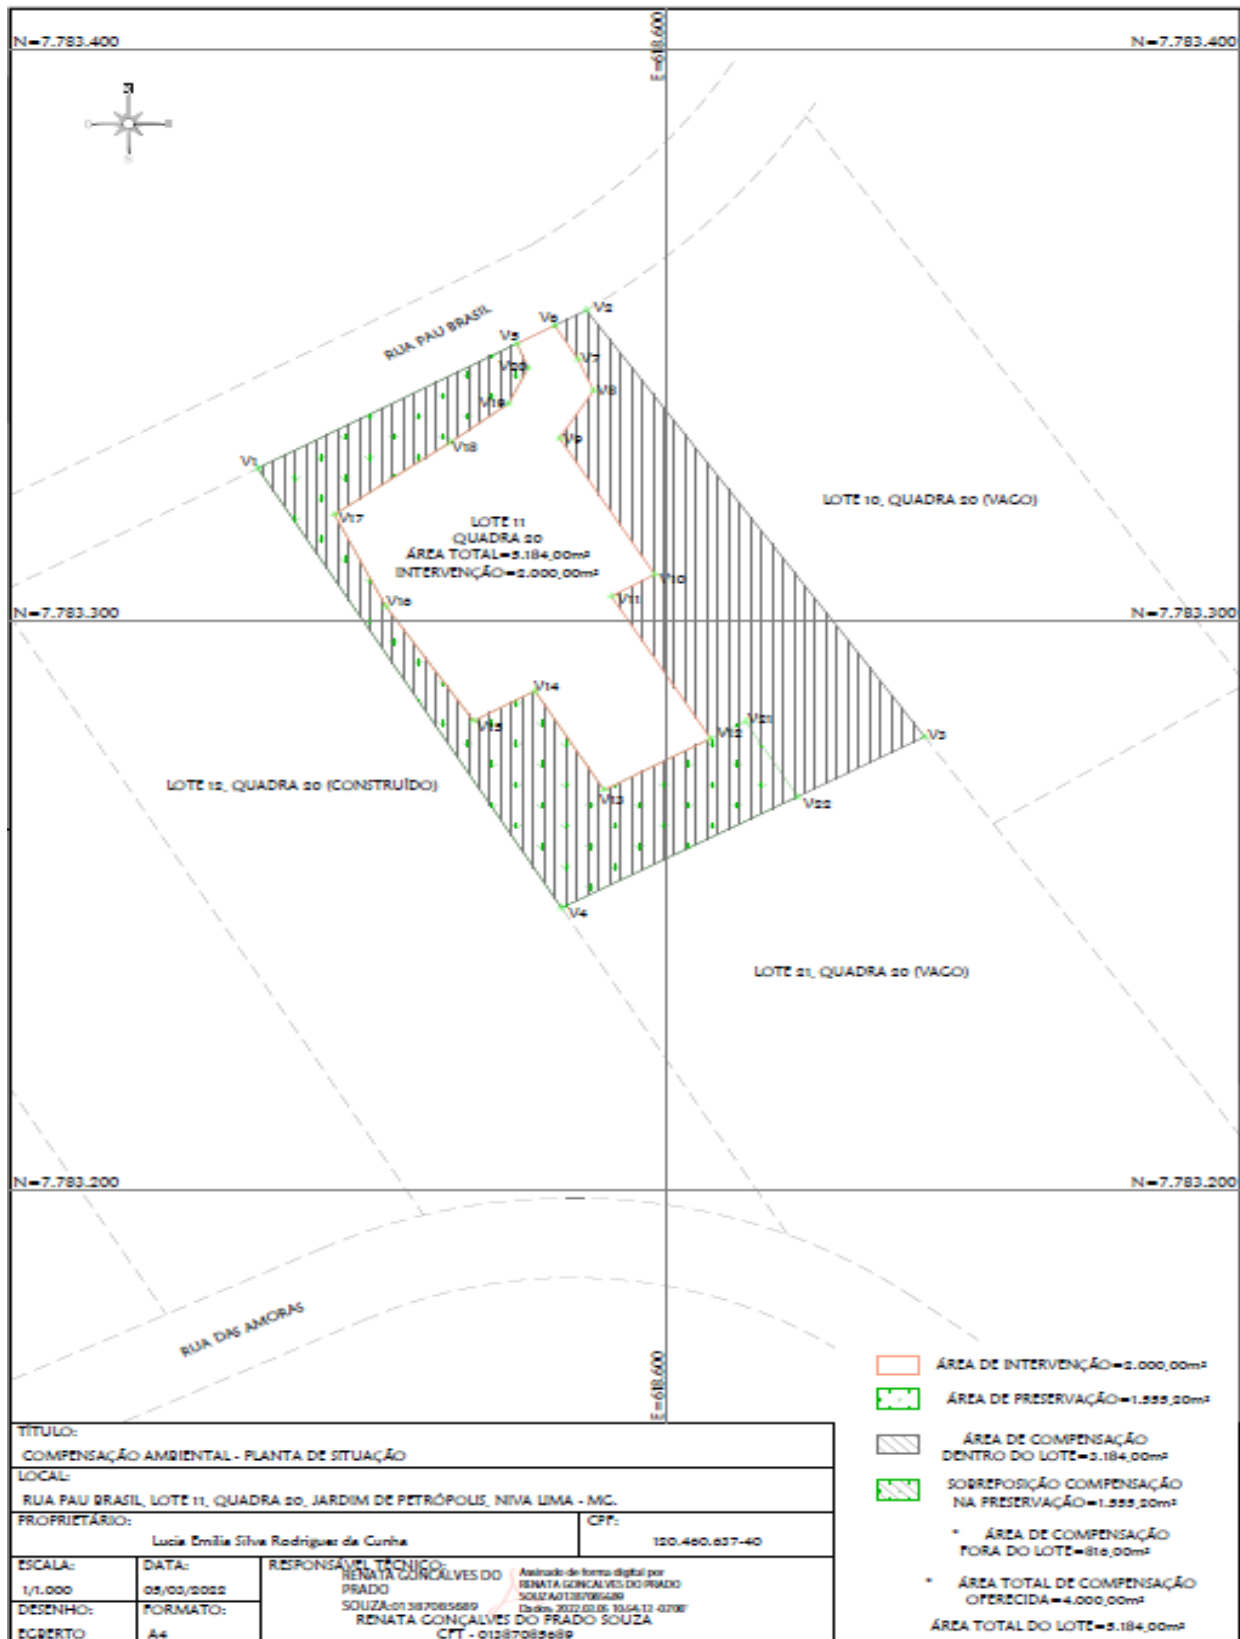 N=7.783.400
E=618.600
N=7.783.400
N
O
E
S
RUA PAU BRASIL
V2
V6
V5
V7
V20
V8
V19
V9
V18
V1
LOTE 10, QUADRA 20 (VAGO)
V17
LOTE 11
QUADRA 20
ÁREA TOTAL=5.184,00m²
INTERVENÇÃO=2.000,00m²
V10
V16
V11
N=7.783.300
N=7.783.300
V14
V15
V21
V12
V3
LOTE 12, QUADRA 20 (CONSTRUÍDO)
V13
V22
V4
LOTE 21, QUADRA 20 (VAGO)
N=7.783.200
N=7.783.200
RUA DAS AMORAS
E=618.600
ÁREA DE INTERVENÇÃO=2.000,00m²
ÁREA DE PRESERVAÇÃO=1.555,20m²
ÁREA DE COMPENSAÇÃO
DENTRO DO LOTE=3.184,00m²
SOBREPOSIÇÃO COMPENSAÇÃO
NA PRESERVAÇÃO=1.555,20m²
* ÁREA DE COMPENSAÇÃO
FORA DO LOTE=816,00m²
* ÁREA TOTAL DE COMPENSAÇÃO
OFERECIDA=4.000,00m²
ÁREA TOTAL DO LOTE=5.184,00m²
TÍTULO:
COMPENSAÇÃO AMBIENTAL - PLANTA DE SITUAÇÃO
LOCAL:
RUA PAU BRASIL, LOTE 11, QUADRA 20, JARDIM DE PETRÓPOLIS, NIVA LIMA - MG.
PROPRIETÁRIO:
Lucia Emilia Silva Rodrigues da Cunha
CPF:
120.460.637-40
ESCALA:
1/1.000
DATA:
05/03/2022
RESPONSÁVEL TÉCNICO:
RENATA GONCALVES DO
PRADO
SOUZA:01387085689
Assinado de forma digital por
RENATA GONCALVES DO PRADO
SOUZA:01387085689
RENATA GONÇALVES DO PRADO SOUZA
CFT - 01387085689
DESENHO:
EGBERTO
FORMATO:
A4